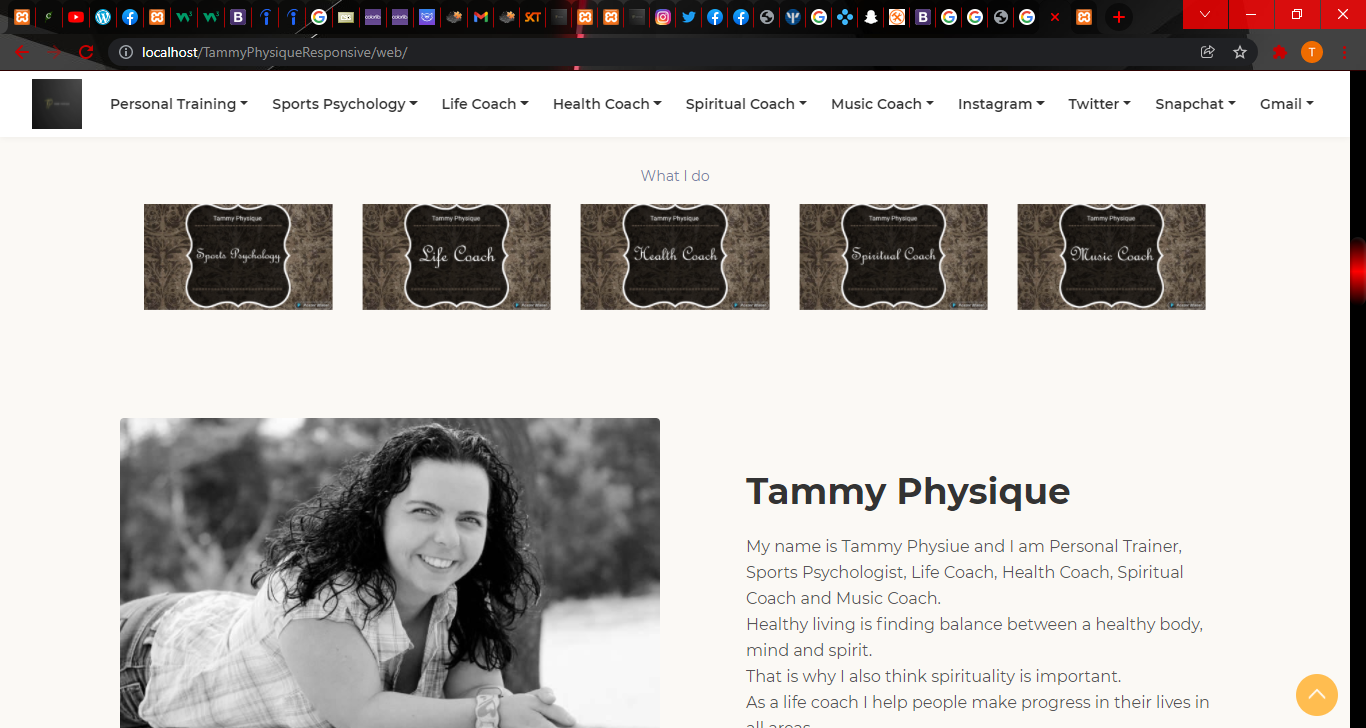 localhost/TammyPhysiqueResponsive/web/
T
Personal Training Sports Psychology Life Coach Health Coach Spiritual Coach Music Coach Instagram Twitter Snapchat Gmail
What I do
Tammy Physique
Sports Psychology
Tammy Physique
Life Coach
Tammy Physique
Health Coach
Tammy Physique
Spiritual Coach
Tammy Physique
Music Coach
Tammy Physique
My name is Tammy Physiue and I am Personal Trainer,
Sports Psychologist, Life Coach, Health Coach, Spiritual
Coach and Music Coach.
Healthy living is finding balance between a healthy body,
mind and spirit.
That is why I also think spirituality is important.
As a life coach I help people make progress in their lives in
all areas